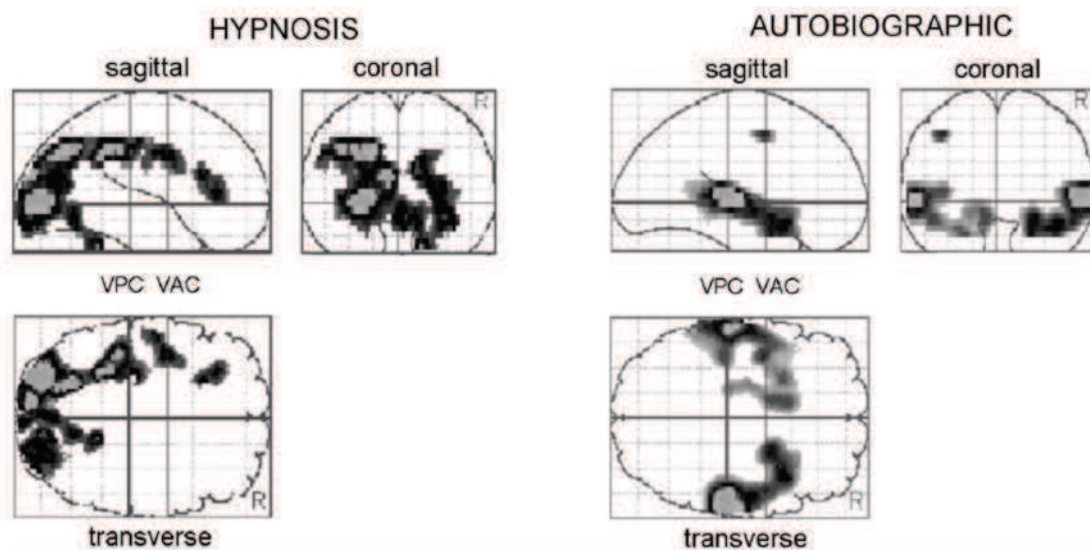 HYPNOSIS
sagittal coronal
R
VPC VAC
R
transverse
AUTOBIOGRAPHIC
sagittal coronal
R
VPC VAC
R
transverse